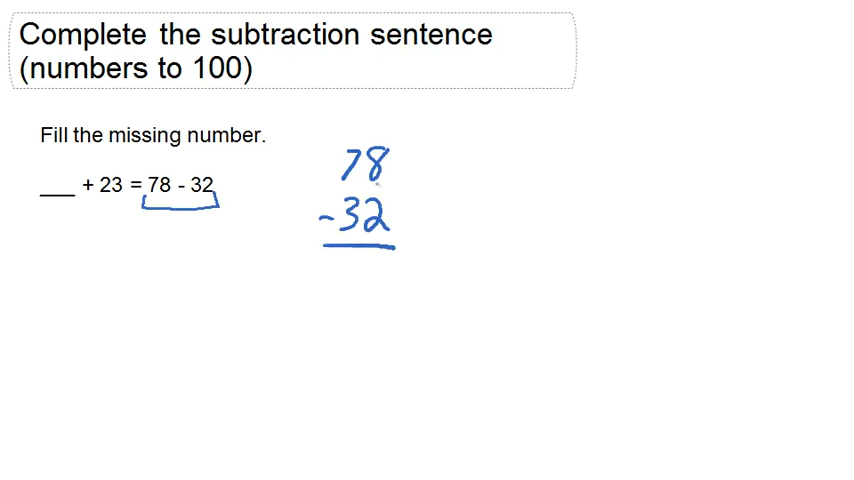 Complete the subtraction sentence
(numbers to 100)
Fill the missing number.
___ + 23 = 78 - 32
78
-32